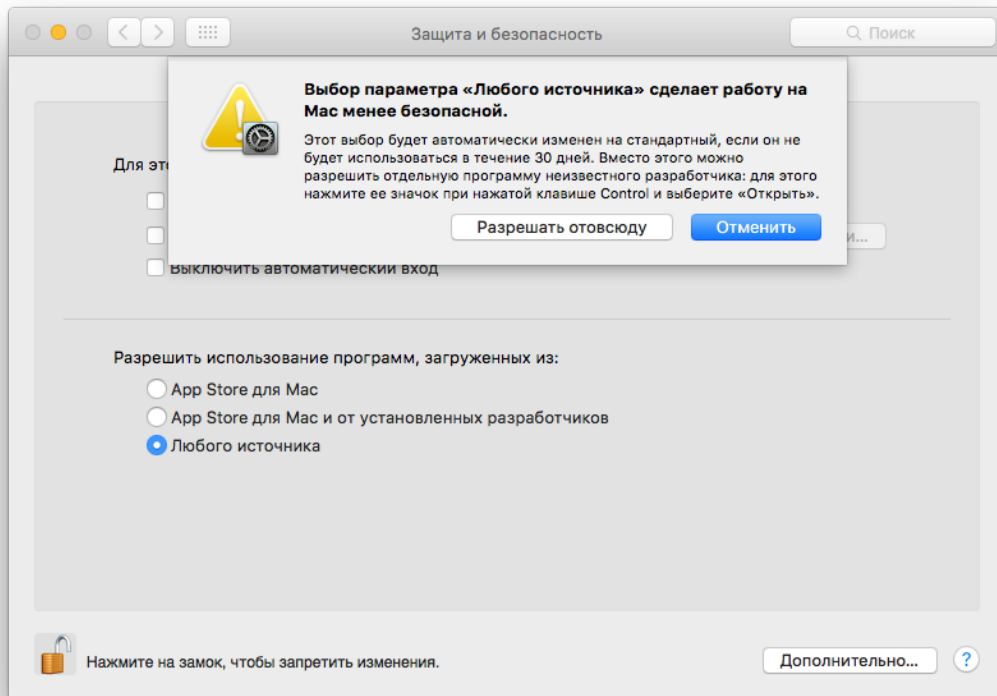 Защита и безопасность
Поиск
Выбор параметра «Любого источника» сделает работу на
Mac менее безопасной.
Этот выбор будет автоматически изменен на стандартный, если он не
будет использоваться в течение 30 дней. Вместо этого можно
разрешить отдельную программу неизвестного разработчика: для этого
нажмите ее значок при нажатой клавише Control и выберите «Открыть».
Разрешать отовсюду
Отменить
Для
Выключить автоматический вход
Разрешить использование программ, загруженных из:
App Store для Mac
App Store для Mac и от установленных разработчиков
Любого источника
Нажмите на замок, чтобы запретить изменения.
Дополнительно...
?